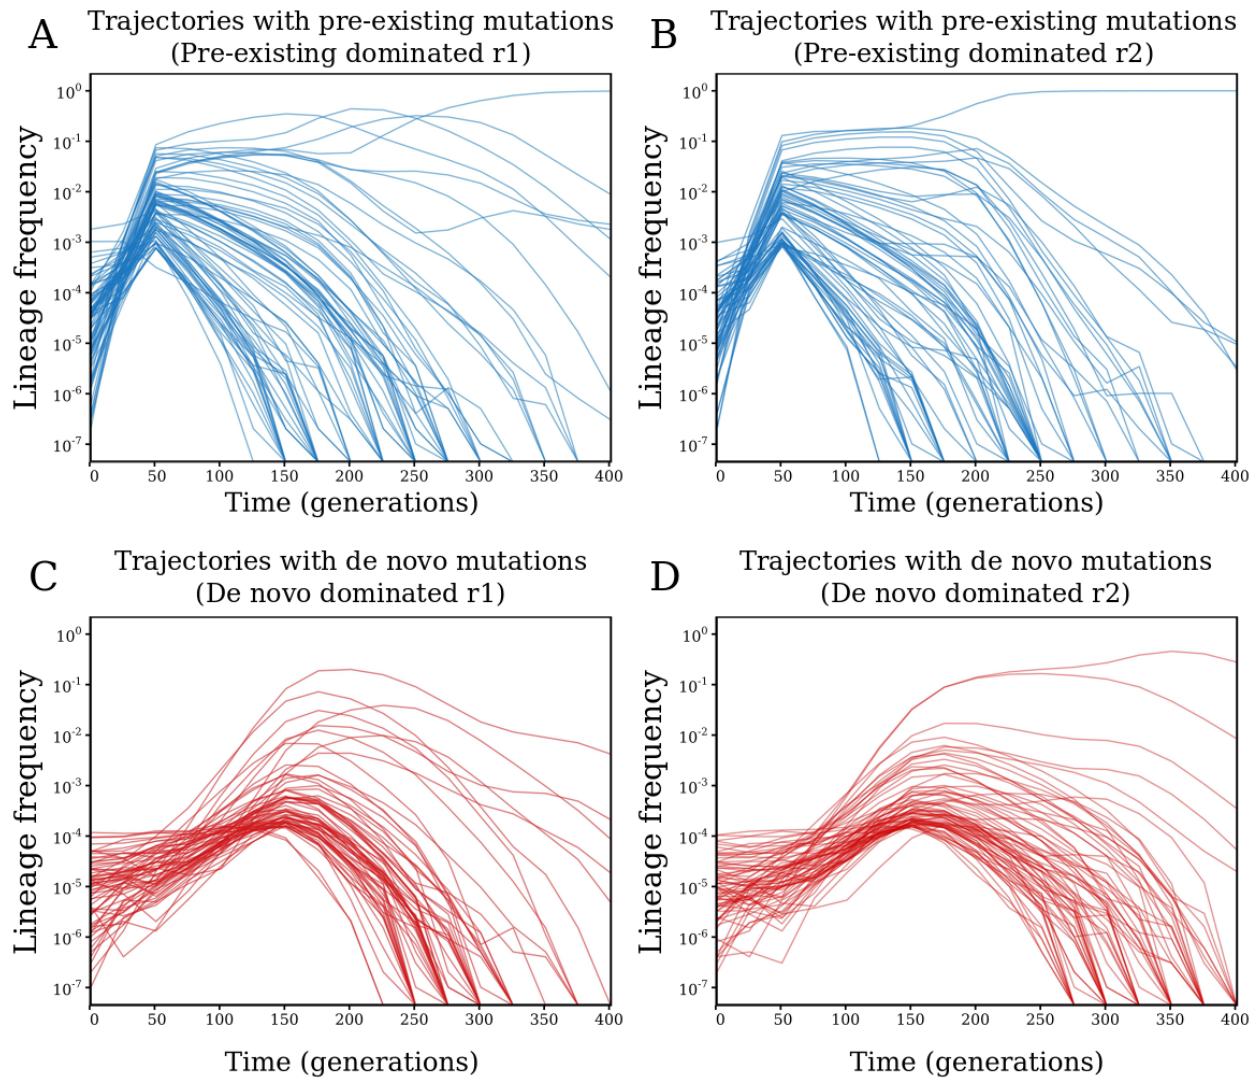 A
Trajectories with pre-existing mutations
(Pre-existing dominated r1)
Lineage frequency
10⁰
10⁻¹
10⁻²
10⁻³
10⁻⁴
10⁻⁵
10⁻⁶
10⁻⁷
0 50 100 150 200 250 300 350 400
Time (generations)
B
Trajectories with pre-existing mutations
(Pre-existing dominated r2)
Lineage frequency
10⁰
10⁻¹
10⁻²
10⁻³
10⁻⁴
10⁻⁵
10⁻⁶
10⁻⁷
0 50 100 150 200 250 300 350 400
Time (generations)
C
Trajectories with de novo mutations
(De novo dominated r1)
Lineage frequency
10⁰
10⁻¹
10⁻²
10⁻³
10⁻⁴
10⁻⁵
10⁻⁶
10⁻⁷
0 50 100 150 200 250 300 350 400
Time (generations)
D
Trajectories with de novo mutations
(De novo dominated r2)
Lineage frequency
10⁰
10⁻¹
10⁻²
10⁻³
10⁻⁴
10⁻⁵
10⁻⁶
10⁻⁷
0 50 100 150 200 250 300 350 400
Time (generations)